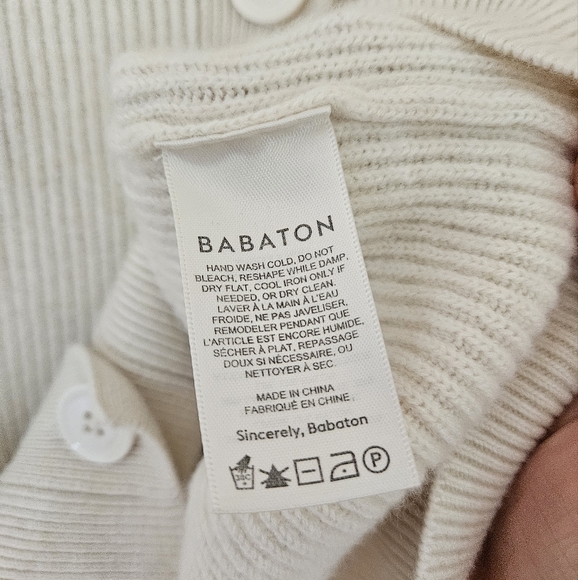 BABATON
HAND WASH COLD, DO NOT
BLEACH, RESHAPE WHILE DAMP,
DRY FLAT, COOL IRON ONLY IF
NEEDED, OR DRY CLEAN.
LAVER À LA MAIN À L'EAU
FROIDE, NE PAS JAVELISER,
REMODELER PENDANT QUE
L'ARTICLE EST ENCORE HUMIDE,
SÉCHER À PLAT, REPASSAGE
DOUX SI NÉCESSAIRE, OU
NETTOYER À SEC.
MADE IN CHINA
FABRIQUÉ EN CHINE
Sincerely, Babaton
30C P